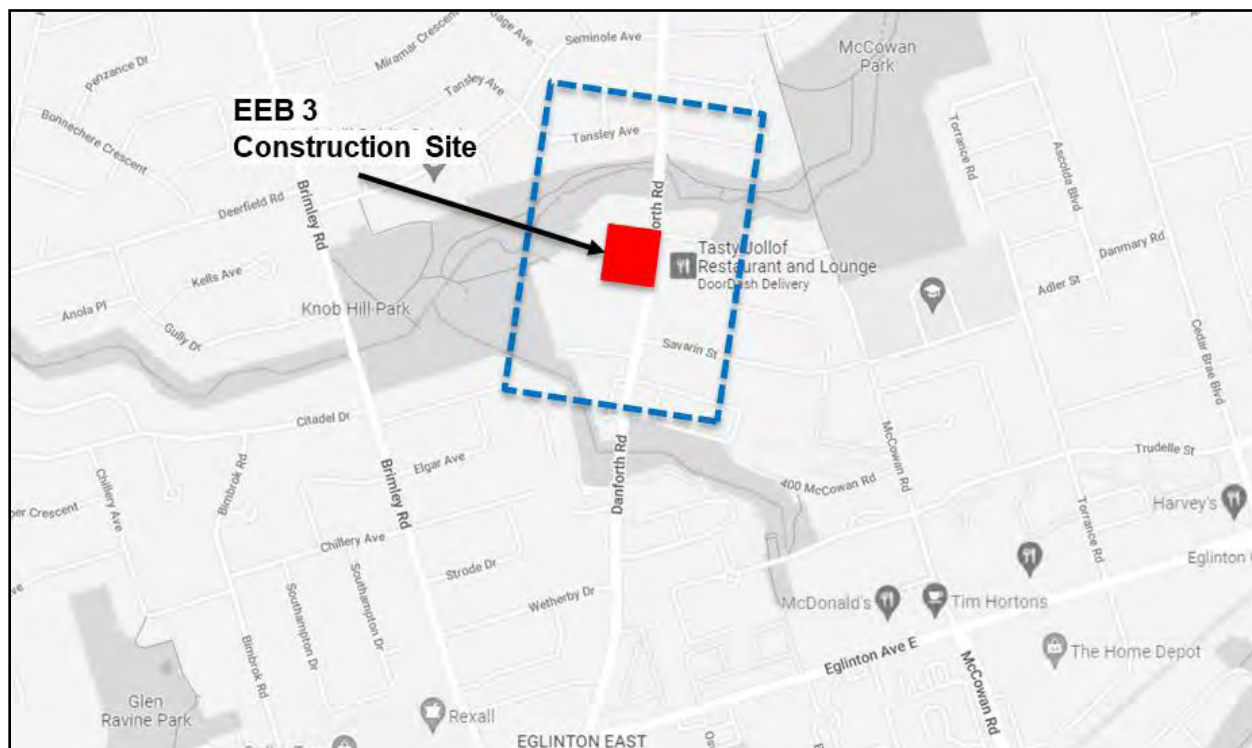 Seminole Ave
McCowan
Park
Miramar Crescent
Penzance Dr
Tansley Ave
EEB 3
Construction Site
Bonnechere Crescent
Tansley Ave
Torrance Rd
Ascolda Blvd
Brimley Rd
Deerfield Rd
Danmary Rd
Tasty Jollof
Restaurant and Lounge
DoorDash Delivery
Kells Ave
Adler St
Anola Pl
Knob Hill Park
Gully Dr
Savarin St
Cedar Brae Blvd
Citadel Dr
McCowan Rd
Trudelle St
Elgar Ave
Bimbrok Rd
Brimley Rd
Danforth Rd
400 McCowan Rd
Chillery Ave
Harvey's
Crescent
Torrance Rd
Chillery Ave
Eglinton
Strode Dr
Southampton Dr
Southampton Dr
Wetherby Dr
McDonald's
Tim Hortons
Bimbrok Rd
Eglinton Ave E
The Home Depot
McCowan Rd
Glen
Ravine Park
Rexall
EGLINTON EAST